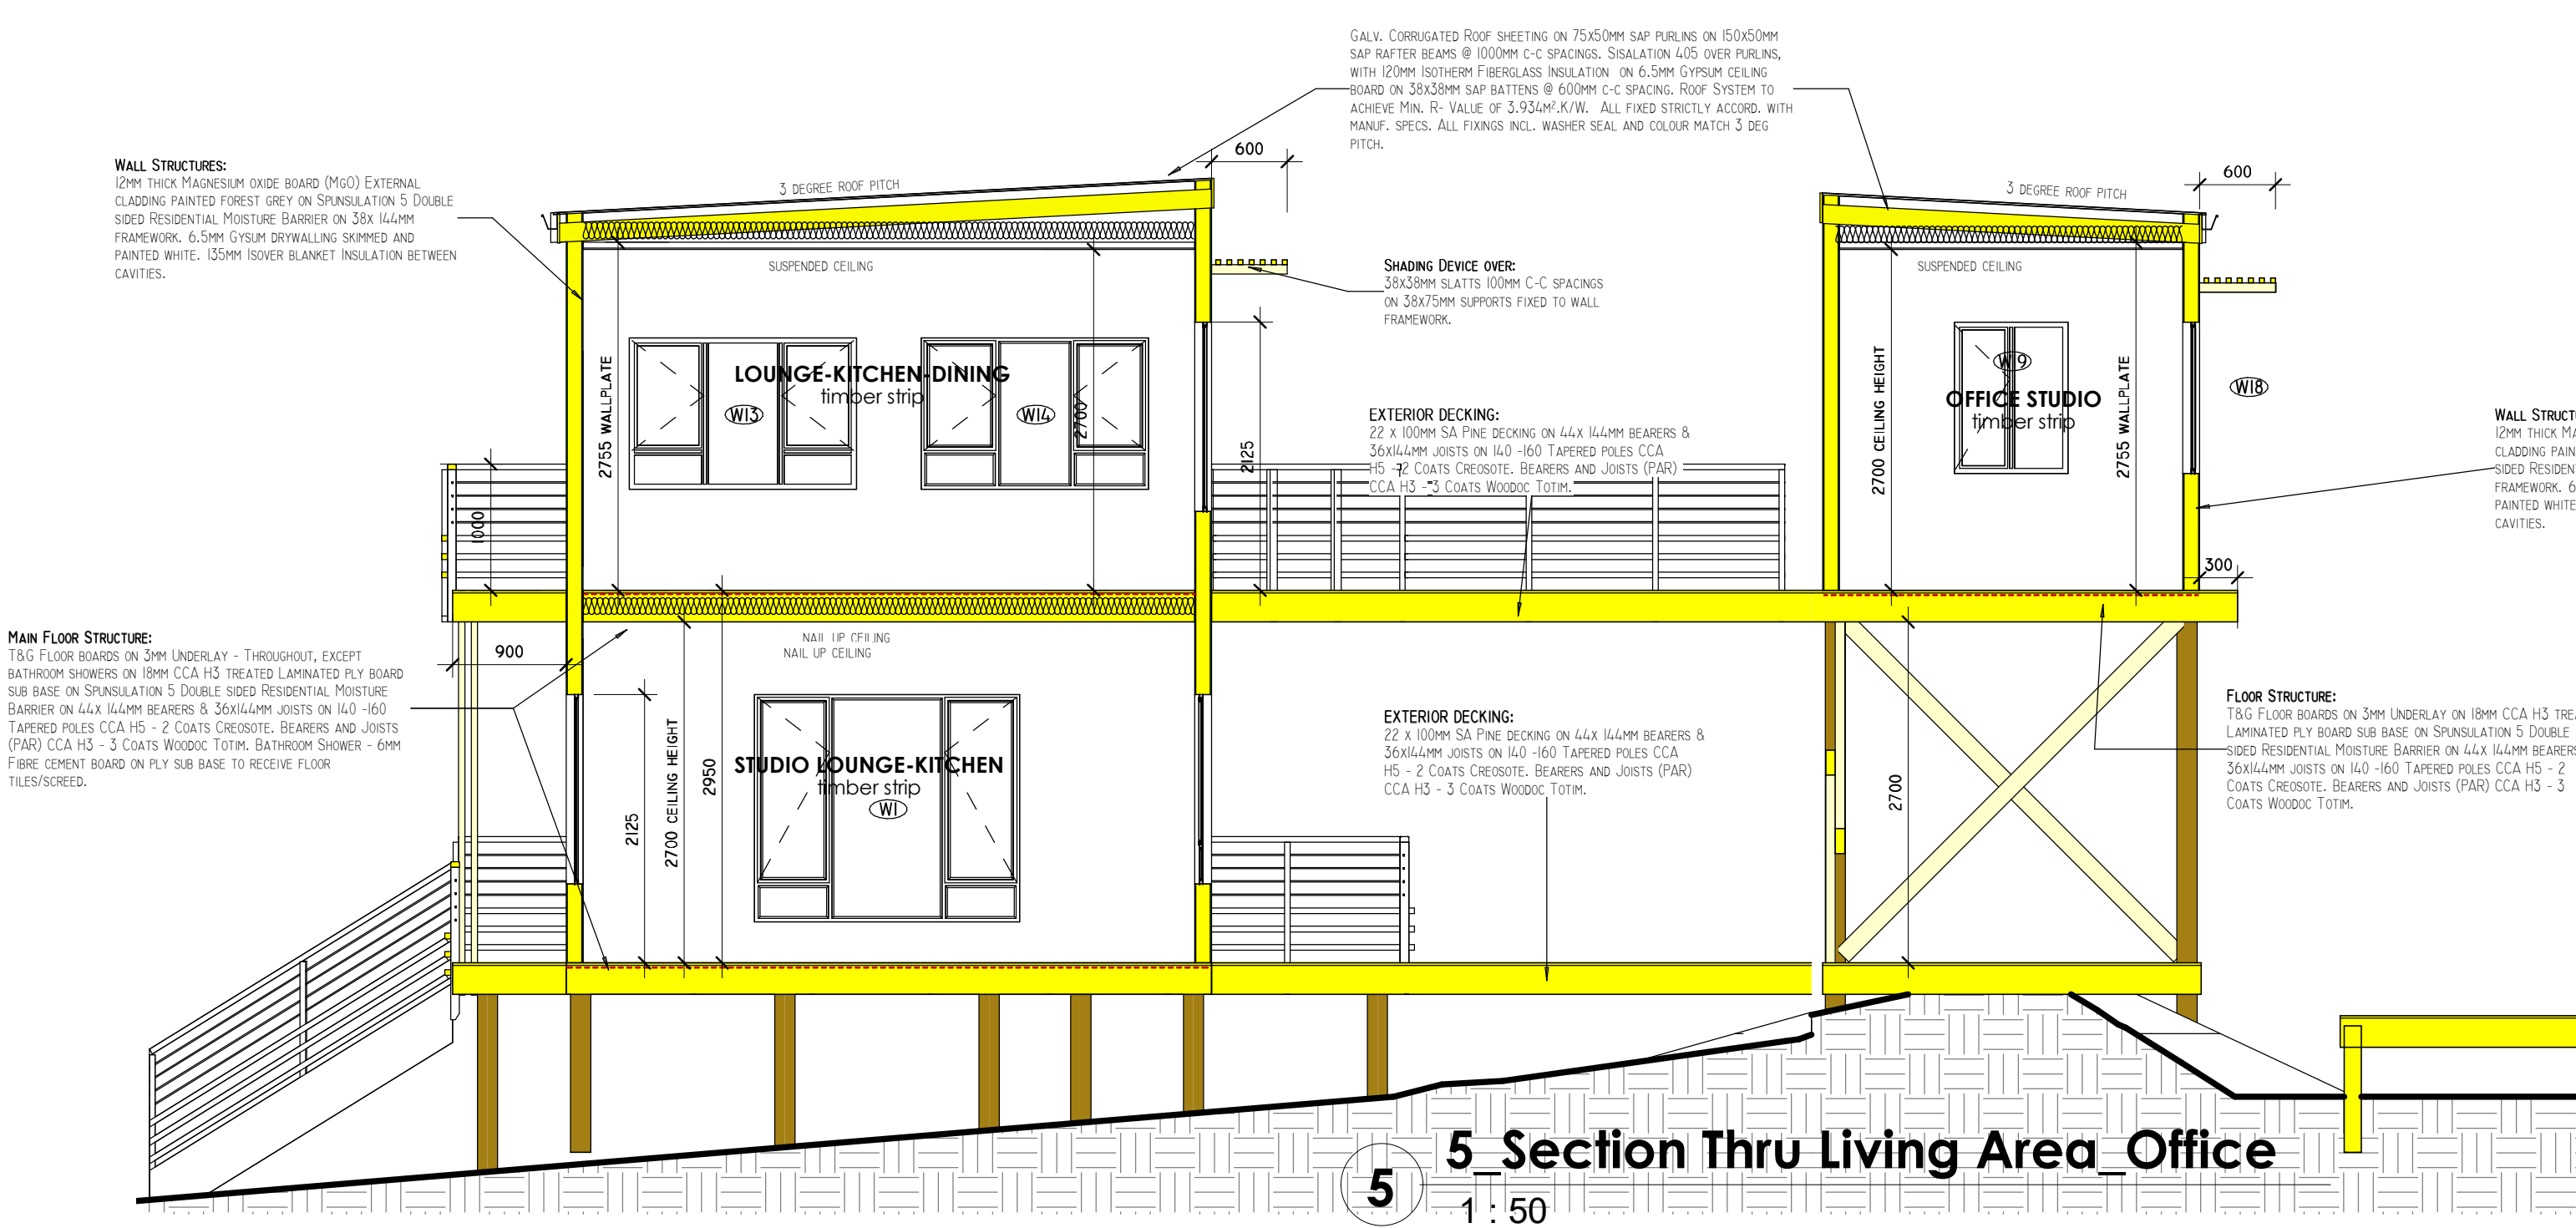 GALV. CORRUGATED ROOF SHEETING ON 75X50MM SAP PURLINS ON 150X50MM
SAP RAFTER BEAMS @ 1000MM C-C SPACINGS. SISALATION 405 OVER PURLINS,
WITH 120MM ISOTHERM FIBERGLASS INSULATION ON 6.5MM GYPSUM CEILING
BOARD ON 38X38MM SAP BATTENS @ 600MM C-C SPACING. ROOF SYSTEM TO
ACHIEVE MIN. R- VALUE OF 3.934M².K/W. ALL FIXED STRICTLY ACCORD. WITH
MANUF. SPECS. ALL FIXINGS INCL. WASHER SEAL AND COLOUR MATCH 3 DEG
PITCH.
WALL STRUCTURES:
12MM THICK MAGNESIUM OXIDE BOARD (MGO) EXTERNAL
CLADDING PAINTED FOREST GREY ON SPUNSULATION 5 DOUBLE
SIDED RESIDENTIAL MOISTURE BARRIER ON 38X 144MM
FRAMEWORK. 6.5MM GYSUM DRYWALLING SKIMMED AND
PAINTED WHITE. 135MM ISOVER BLANKET INSULATION BETWEEN
CAVITIES.
3 DEGREE ROOF PITCH
600
3 DEGREE ROOF PITCH
600
SUSPENDED CEILING
SUSPENDED CEILING
SHADING DEVICE OVER:
38X38MM SLATTS 100MM C-C SPACINGS
ON 38X75MM SUPPORTS FIXED TO WALL
FRAMEWORK.
2755 WALLPLATE
LOUNGE-KITCHEN-DINING
timber strip
W13
W14
2700
2125
1000
EXTERIOR DECKING:
22 X 100MM SA PINE DECKING ON 44X 144MM BEARERS &
36X144MM JOISTS ON 140 -160 TAPERED POLES CCA
H5 - 2 COATS CREOSOTE. BEARERS AND JOISTS (PAR)
CCA H3 - 3 COATS WOODOC TOTIM.
2700 CEILING HEIGHT
W19
OFFICE STUDIO
timber strip
2755 WALLPLATE
W18
WALL STRUCT
12MM THICK MA
CLADDING PAIN
SIDED RESIDEN
FRAMEWORK. 6
PAINTED WHITE
CAVITIES.
300
MAIN FLOOR STRUCTURE:
T&G FLOOR BOARDS ON 3MM UNDERLAY - THROUGHOUT, EXCEPT
BATHROOM SHOWERS ON 18MM CCA H3 TREATED LAMINATED PLY BOARD
SUB BASE ON SPUNSULATION 5 DOUBLE SIDED RESIDENTIAL MOISTURE
BARRIER ON 44X 144MM BEARERS & 36X144MM JOISTS ON 140 -160
TAPERED POLES CCA H5 - 2 COATS CREOSOTE. BEARERS AND JOISTS
(PAR) CCA H3 - 3 COATS WOODOC TOTIM. BATHROOM SHOWER - 6MM
FIBRE CEMENT BOARD ON PLY SUB BASE TO RECEIVE FLOOR
TILES/SCREED.
900
NAIL UP CEILING
NAIL UP CEILING
2125
2700 CEILING HEIGHT
2950
STUDIO LOUNGE-KITCHEN
timber strip
W1
EXTERIOR DECKING:
22 X 100MM SA PINE DECKING ON 44X 144MM BEARERS &
36X144MM JOISTS ON 140 -160 TAPERED POLES CCA
H5 - 2 COATS CREOSOTE. BEARERS AND JOISTS (PAR)
CCA H3 - 3 COATS WOODOC TOTIM.
2700
FLOOR STRUCTURE:
T&G FLOOR BOARDS ON 3MM UNDERLAY ON 18MM CCA H3 TREA
LAMINATED PLY BOARD SUB BASE ON SPUNSULATION 5 DOUBLE
SIDED RESIDENTIAL MOISTURE BARRIER ON 44X 144MM BEARERS
36X144MM JOISTS ON 140 -160 TAPERED POLES CCA H5 - 2
COATS CREOSOTE. BEARERS AND JOISTS (PAR) CCA H3 - 3
COATS WOODOC TOTIM.
5
5_Section Thru Living Area_Office
1 : 50